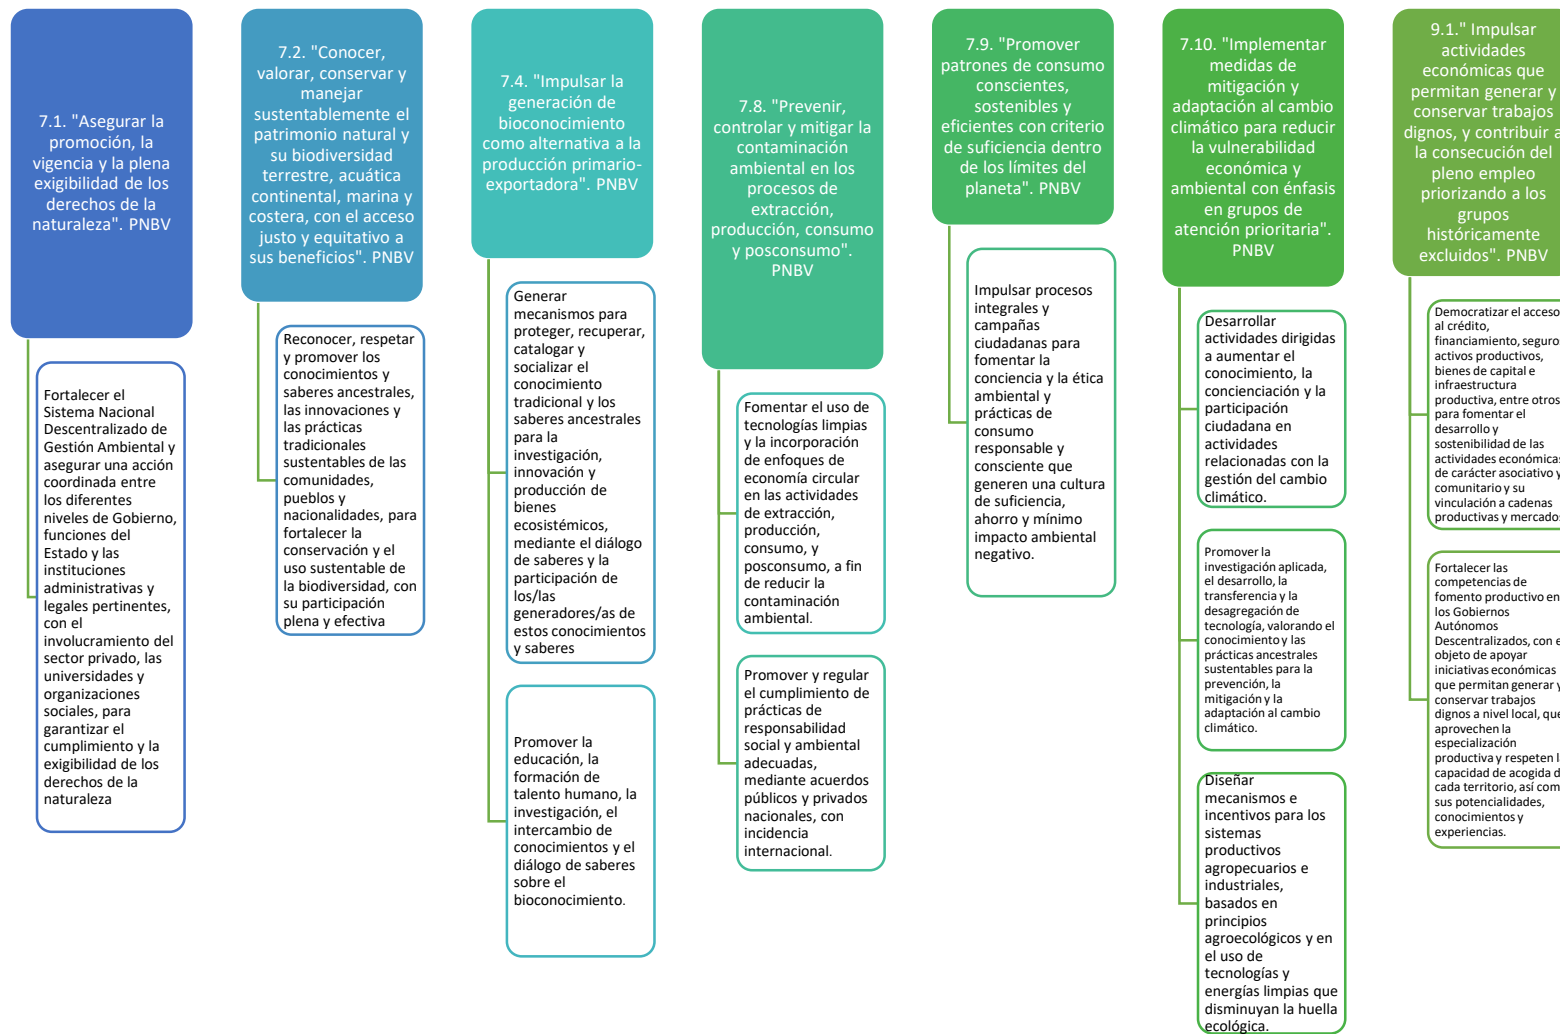 7.1. "Asegurar la
promoción, la
vigencia y la plena
exigibilidad de los
derechos de la
naturaleza". PNBV
Fortalecer el
Sistema Nacional
Descentralizado de
Gestión Ambiental y
asegurar una acción
coordinada entre
los diferentes
niveles de Gobierno,
funciones del
Estado y las
instituciones
administrativas y
legales pertinentes,
con el
involucramiento del
sector privado, las
universidades y
organizaciones
sociales, para
garantizar el
cumplimiento y la
exigibilidad de los
derechos de la
naturaleza
7.2. "Conocer,
valorar, conservar y
manejar
sustentablemente el
patrimonio natural y
su biodiversidad
terrestre, acuática
continental, marina y
costera, con el acceso
justo y equitativo a
sus beneficios". PNBV
Reconocer, respetar
y promover los
conocimientos y
saberes ancestrales,
las innovaciones y
las prácticas
tradicionales
sustentables de las
comunidades,
pueblos y
nacionalidades, para
fortalecer la
conservación y el
uso sustentable de
la biodiversidad, con
su participación
plena y efectiva
7.4. "Impulsar la
generación de
bioconocimiento
como alternativa a la
producción primario-
exportadora". PNBV
Generar
mecanismos para
proteger, recuperar,
catalogar y
socializar el
conocimiento
tradicional y los
saberes ancestrales
para la
investigación,
innovación y
producción de
bienes
ecosistémicos,
mediante el diálogo
de saberes y la
participación de
los/las
generadores/as de
estos conocimientos
y saberes
Promover la
educación, la
formación de
talento humano, la
investigación, el
intercambio de
conocimientos y el
diálogo de saberes
sobre el
bioconocimiento.
7.8. "Prevenir,
controlar y mitigar la
contaminación
ambiental en los
procesos de
extracción,
producción, consumo
y posconsumo".
PNBV
Fomentar el uso de
tecnologías limpias
y la incorporación
de enfoques de
economía circular
en las actividades
de extracción,
producción,
consumo, y
posconsumo, a fin
de reducir la
contaminación
ambiental.
Promover y regular
el cumplimiento de
prácticas de
responsabilidad
social y ambiental
adecuadas,
mediante acuerdos
públicos y privados
nacionales, con
incidencia
internacional.
7.9. "Promover
patrones de consumo
conscientes,
sostenibles y
eficientes con criterio
de suficiencia dentro
de los límites del
planeta". PNBV
Impulsar procesos
integrales y
campañas
ciudadanas para
fomentar la
conciencia y la ética
ambiental y
prácticas de
consumo
responsable y
consciente que
generen una cultura
de suficiencia,
ahorro y mínimo
impacto ambiental
negativo.
7.10. "Implementar
medidas de
mitigación y
adaptación al cambio
climático para reducir
la vulnerabilidad
económica y
ambiental con énfasis
en grupos de
atención prioritaria".
PNBV
Desarrollar
actividades dirigidas
a aumentar el
conocimiento, la
concienciación y la
participación
ciudadana en
actividades
relacionadas con la
gestión del cambio
climático.
Promover la
investigación aplicada,
el desarrollo, la
transferencia y la
desagregación de
tecnología, valorando el
conocimiento y las
prácticas ancestrales
sustentables para la
prevención, la
mitigación y la
adaptación al cambio
climático.
Diseñar
mecanismos e
incentivos para los
sistemas
productivos
agropecuarios e
industriales,
basados en
principios
agroecológicos y en
el uso de
tecnologías y
energías limpias que
disminuyan la huella
ecológica.
9.1." Impulsar
actividades
económicas que
permitan generar y
conservar trabajos
dignos, y contribuir a
la consecución del
pleno empleo
priorizando a los
grupos
históricamente
excluidos". PNBV
Democratizar el acceso
al crédito,
financiamiento, seguros
activos productivos,
bienes de capital e
infraestructura
productiva, entre otros
para fomentar el
desarrollo y
sostenibilidad de las
actividades económicas
de carácter asociativo y
comunitario y su
vinculación a cadenas
productivas y mercados
Fortalecer las
competencias de
fomento productivo en
los Gobiernos
Autónomos
Descentralizados, con
objeto de apoyar
iniciativas económicas
que permitan generar y
conservar trabajos
dignos a nivel local, que
aprovechen la
especialización
productiva y respeten
capacidad de acogida
cada territorio, así
sus potencialidades,
conocimientos y
experiencias.